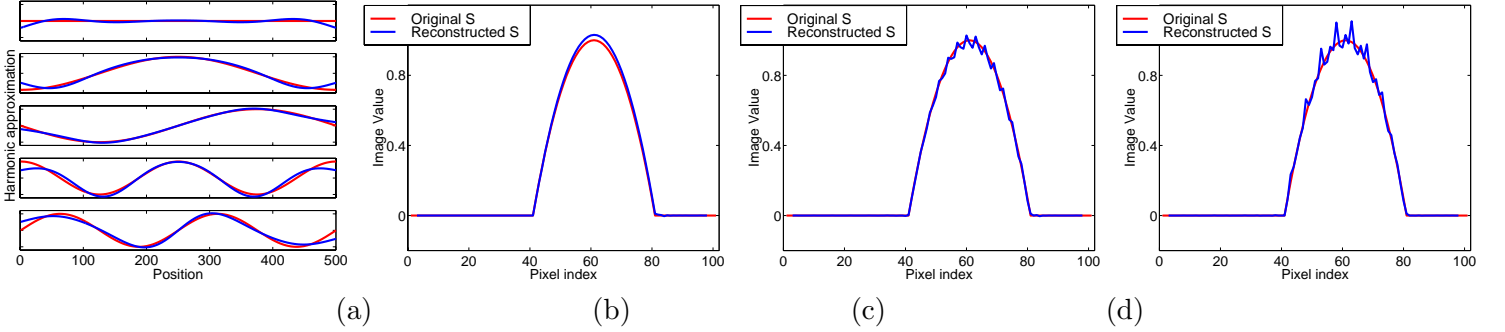 Harmonic approximation
0
100
200
300
400
500
Position
(a)
Original S
Reconstructed S
Image Value
0.8
0.4
0
0
20
40
60
80
100
Pixel index
(b)
Original S
Reconstructed S
Image Value
0.8
0.4
0
0
20
40
60
80
100
Pixel index
(c)
Original S
Reconstructed S
Image Value
0.8
0.4
0
0
20
40
60
80
100
Pixel index
(d)